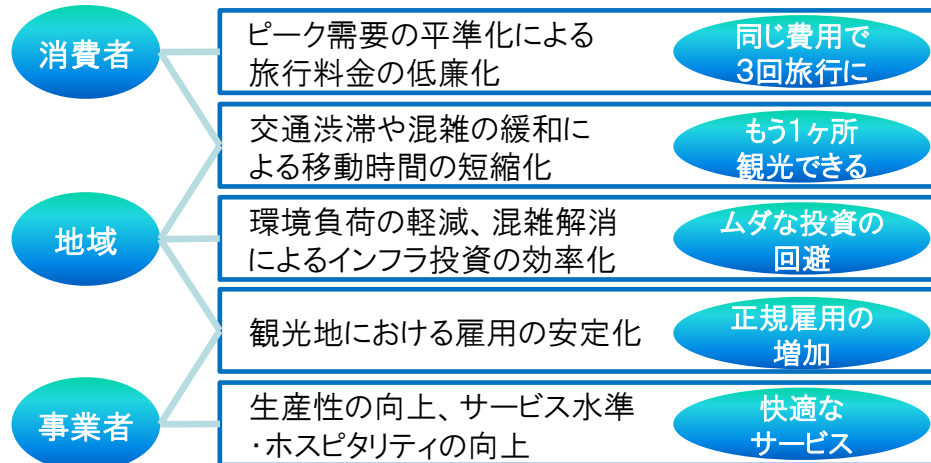 消費者
ピーク需要の平準化による
旅行料金の低廉化
同じ費用で
3回旅行に
交通渋滞や混雑の緩和に
よる移動時間の短縮化
もう1ヶ所
観光できる
地域
環境負荷の軽減、混雑解消
によるインフラ投資の効率化
ムダな投資の
回避
観光地における雇用の安定化
正規雇用の
増加
事業者
生産性の向上、サービス水準
・ホスピタリティの向上
快適な
サービス